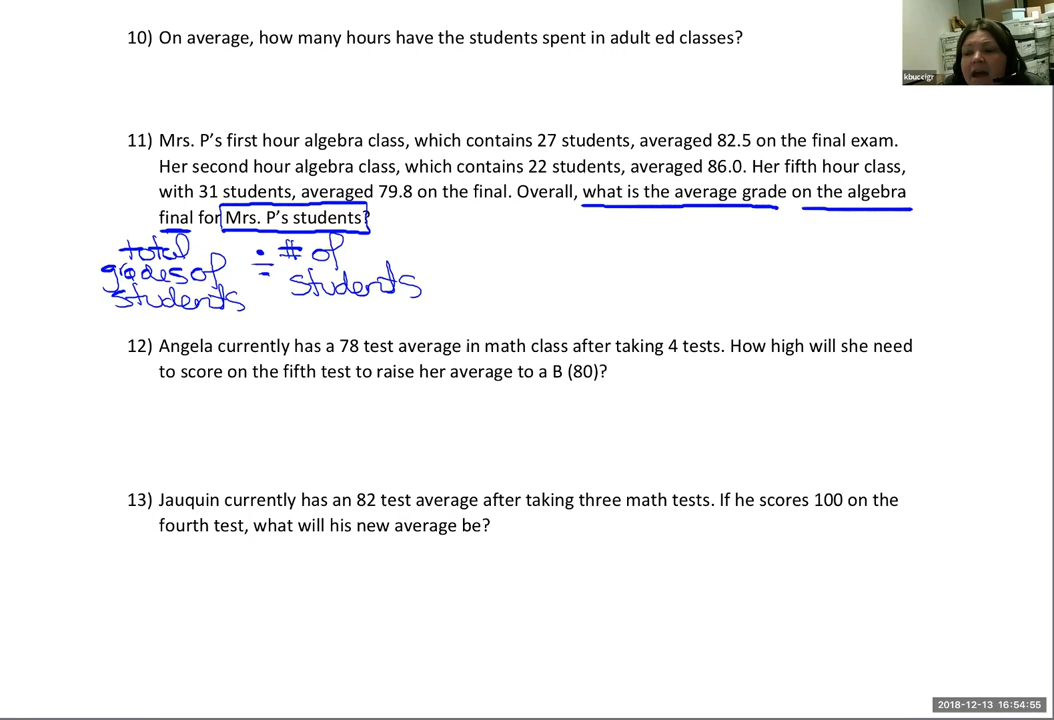 10) On average, how many hours have the students spent in adult ed classes?
kbuccigr
11) Mrs. P's first hour algebra class, which contains 27 students, averaged 82.5 on the final exam.
Her second hour algebra class, which contains 22 students, averaged 86.0. Her fifth hour class,
with 31 students, averaged 79.8 on the final. Overall, what is the average grade on the algebra
final for Mrs. P's students?
total
grades of
students
÷ # of
students
12) Angela currently has a 78 test average in math class after taking 4 tests. How high will she need
to score on the fifth test to raise her average to a B (80)?
13) Jauquin currently has an 82 test average after taking three math tests. If he scores 100 on the
fourth test, what will his new average be?
2018-12-13 16:54:55